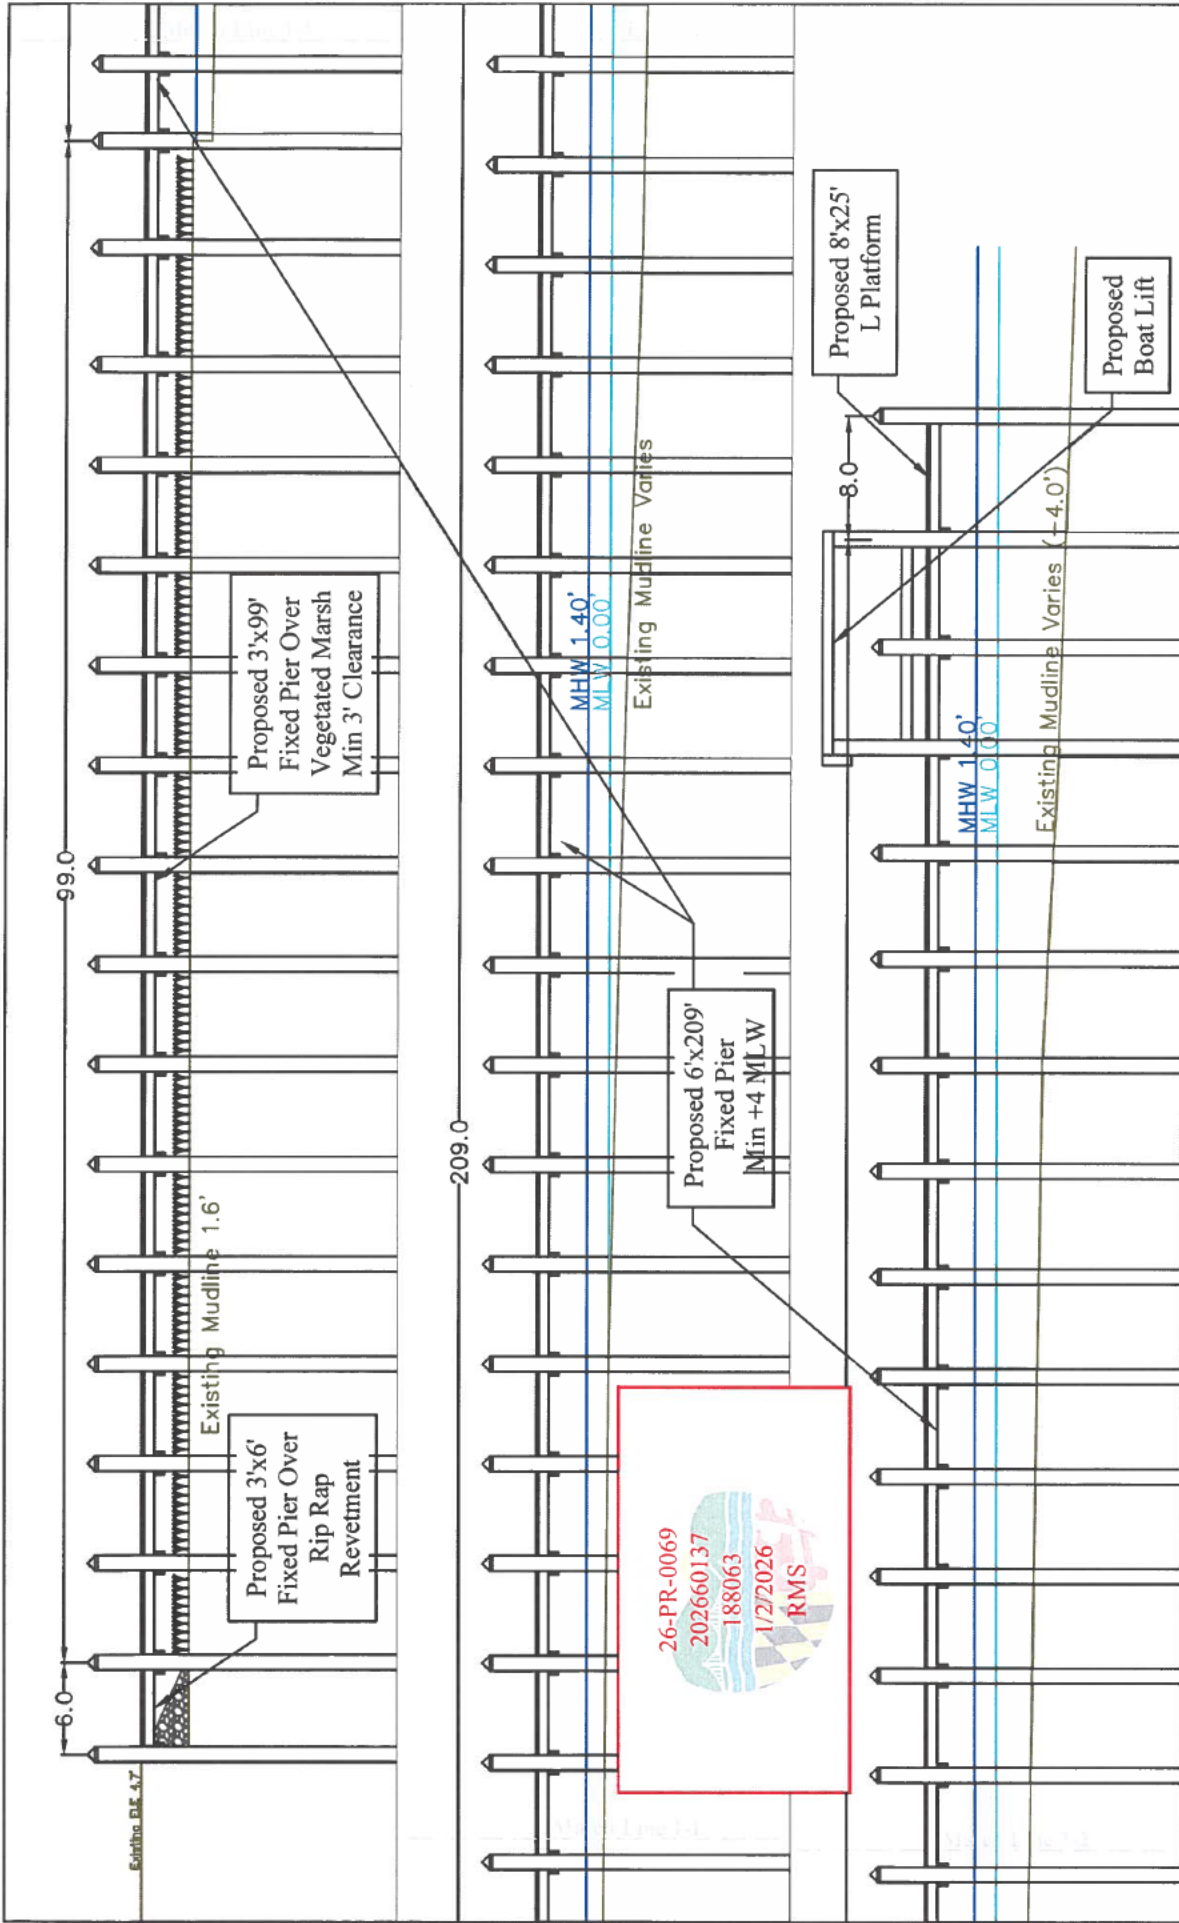 6.0
99.0
Existing ELE 4.7'
Proposed 3'x6'
Fixed Pier Over
Rip Rap
Revetment
Existing Mudline 1.6'
Proposed 3'x99'
Fixed Pier Over
Vegetated Marsh
Min 3' Clearance
209.0
MHW 1.40'
MLW 0.00'
Existing Mudline Varies
Proposed 6'x209'
Fixed Pier
Min +4 MLW
26-PR-0069
202660137
188063
1/2/2026
RMS
8.0
Proposed 8'x25'
L Platform
MHW 1.40'
MLW 0.00'
Existing Mudline Varies (-4.0')
Proposed
Boat Lift